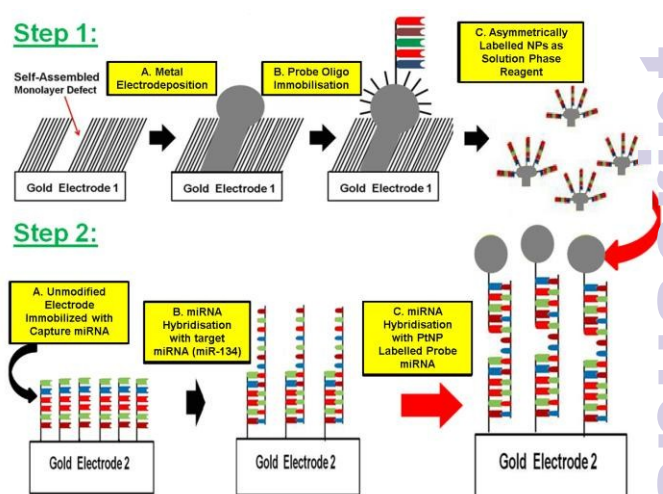 Step 1:
Self-Assembled
Monolayer Defect
A. Metal
Electrodeposition
B. Probe Oligo
Immobilisation
C. Asymmetrically
Labelled NPs as
Solution Phase
Reagent
Gold Electrode 1
Gold Electrode 1
Gold Electrode 1
Step 2:
A. Unmodified
Electrode
Immobilized with
Capture miRNA
B. miRNA
Hybridisation
with target
miRNA (miR-134)
C. miRNA
Hybridisation
with PtNP
Labelled Probe
miRNA
Gold Electrode 2
Gold Electrode 2
Gold Electrode 2